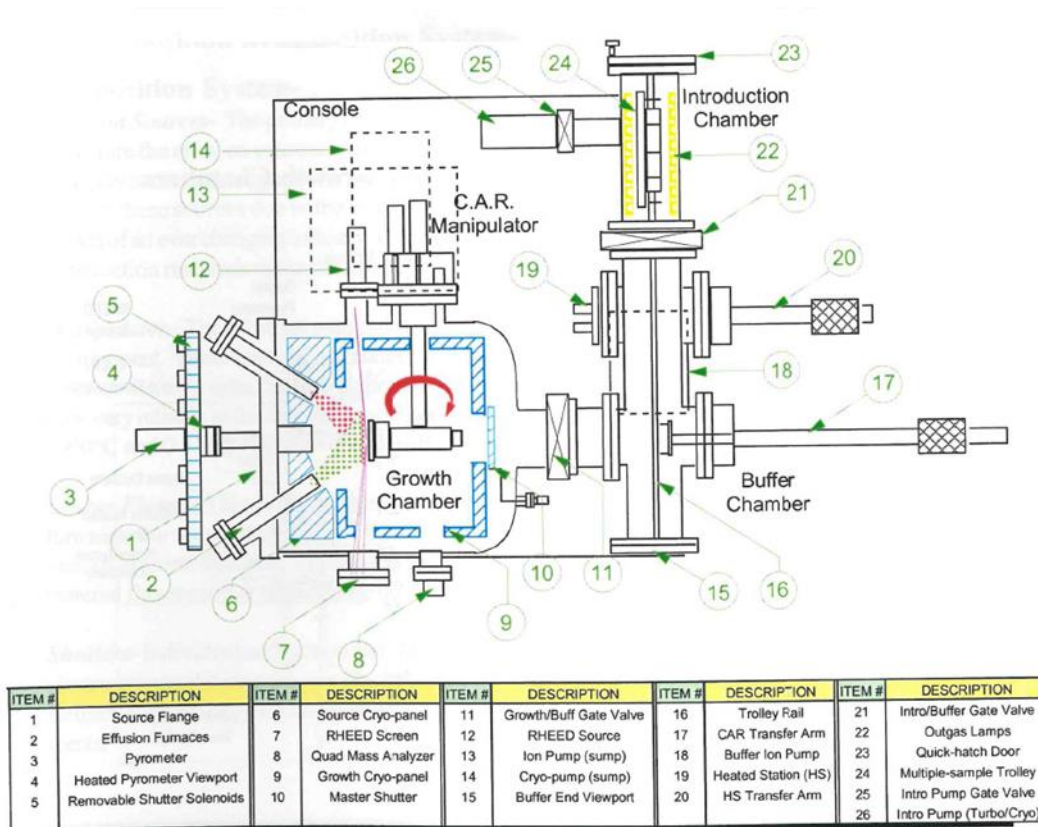 26
25
24
23
Console
Introduction
Chamber
14
22
13
C.A.R.
Manipulator
21
12
19
20
5
4
18
17
3
Growth
Chamber
Buffer
Chamber
1
2
6
7
8
9
10
11
15
16
ITEM # DESCRIPTION ITEM # DESCRIPTION ITEM # DESCRIPTION ITEM # DESCRIPTION ITEM # DESCRIPTION
1 Source Flange 6 Source Cryo-panel 11 Growth/Buff Gate Valve 16 Trolley Rail 21 Intro/Buffer Gate Valve
2 Effusion Furnaces 7 RHEED Screen 12 RHEED Source 17 CAR Transfer Arm 22 Outgas Lamps
3 Pyrometer 8 Quad Mass Analyzer 13 Ion Pump (sump) 18 Buffer Ion Pump 23 Quick-hatch Door
4 Heated Pyrometer Viewport 9 Growth Cryo-panel 14 Cryo-pump (sump) 19 Heated Station (HS) 24 Multiple-sample Trolley
5 Removable Shutter Solenoids 10 Master Shutter 15 Buffer End Viewport 20 HS Transfer Arm 25 Intro Pump Gate Valve
26 Intro Pump (Turbo/Cryo)